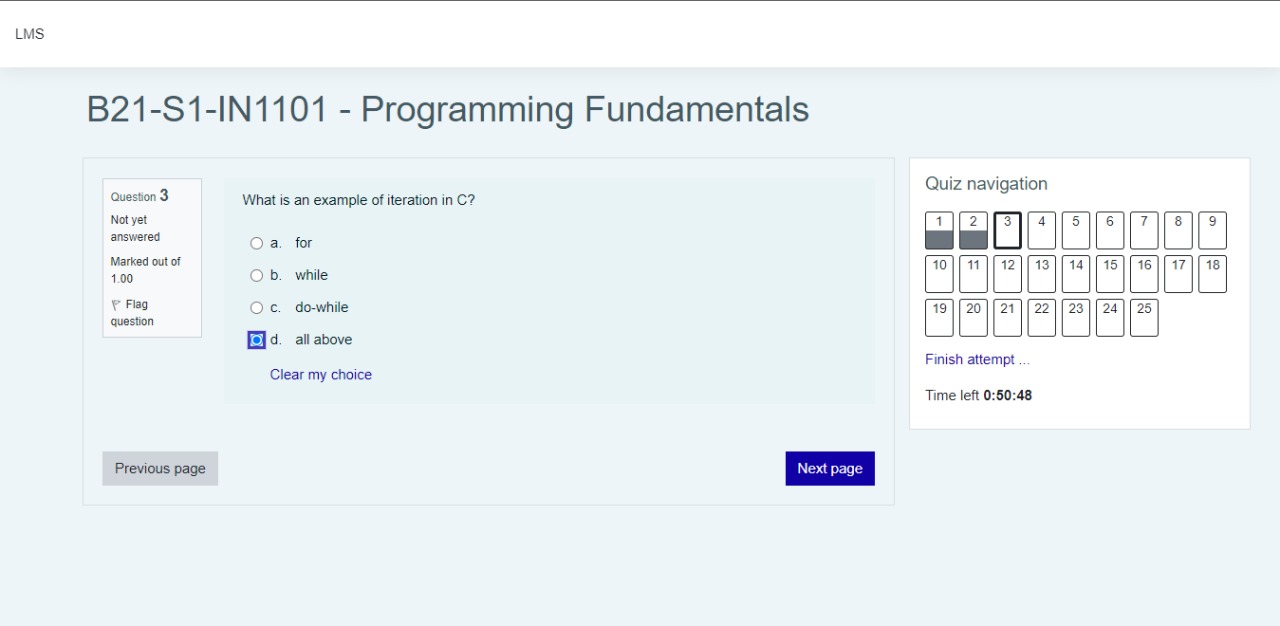 LMS
B21-S1-IN1101 - Programming Fundamentals
Question 3
Not yet
answered
Marked out of
1.00
Flag
question
What is an example of iteration in C?
a. for
b. while
c. do-while
d. all above
Clear my choice
Previous page
Next page
Quiz navigation
1 2 3 4 5 6 7 8 9
10 11 12 13 14 15 16 17 18
19 20 21 22 23 24 25
Finish attempt ...
Time left 0:50:48